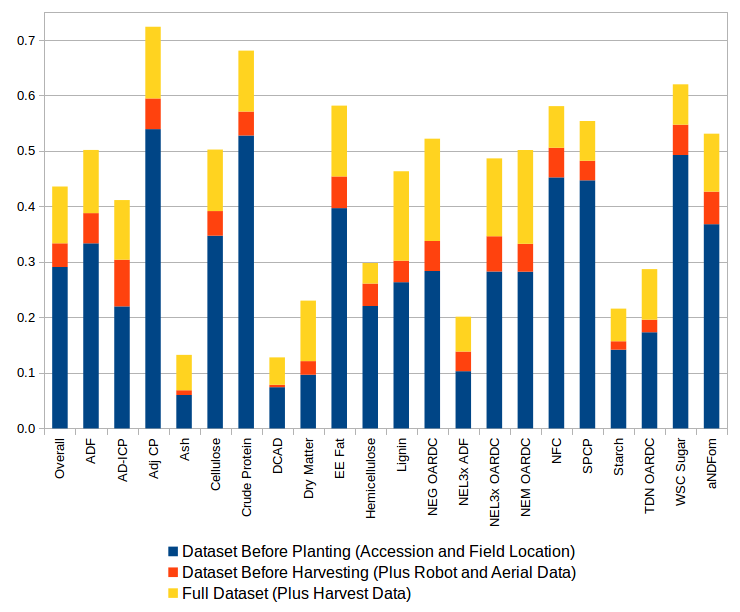 0.7
0.6
0.5
0.4
0.3
0.2
0.1
0.0
Overall
ADF
AD-ICP
Adj CP
Ash
Cellulose
Crude Protein
DCAD
Dry Matter
EE Fat
Hemicellulose
Lignin
NEG OARDC
NEL3x ADF
NEL3x OARDC
NEM OARDC
NFC
SPCP
Starch
TDN OARDC
WSC Sugar
aNDFom
Dataset Before Planting (Accession and Field Location)
Dataset Before Harvesting (Plus Robot and Aerial Data)
Full Dataset (Plus Harvest Data)